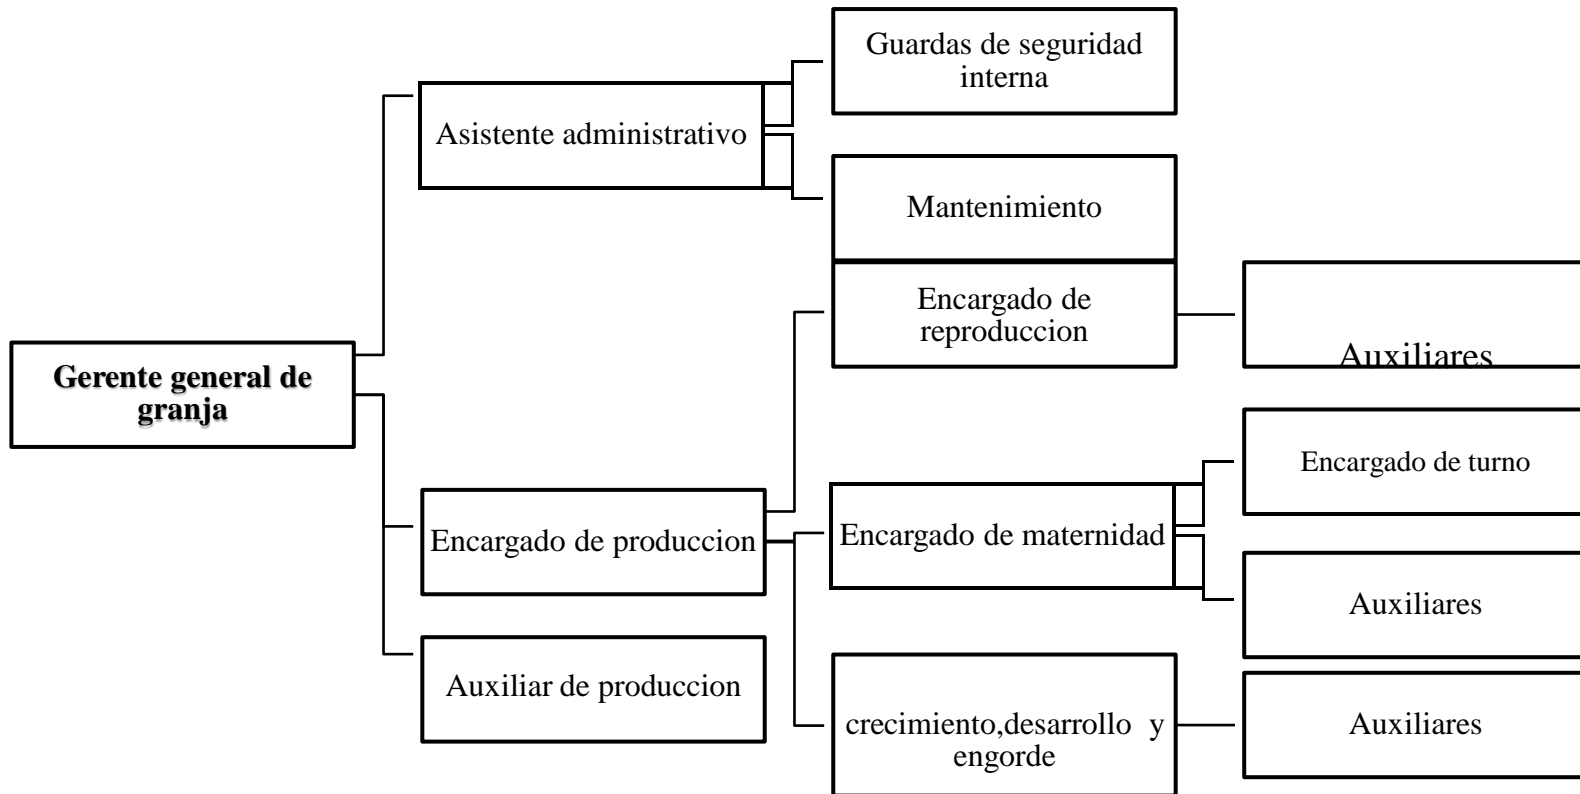 Guardas de seguridad
interna
Asistente administrativo
Mantenimiento
Encargado de
reproduccion
Auxiliares
Gerente general de
granja
Encargado de turno
Encargado de produccion
Encargado de maternidad
Auxiliares
Auxiliar de produccion
crecimiento,desarrollo y
engorde
Auxiliares